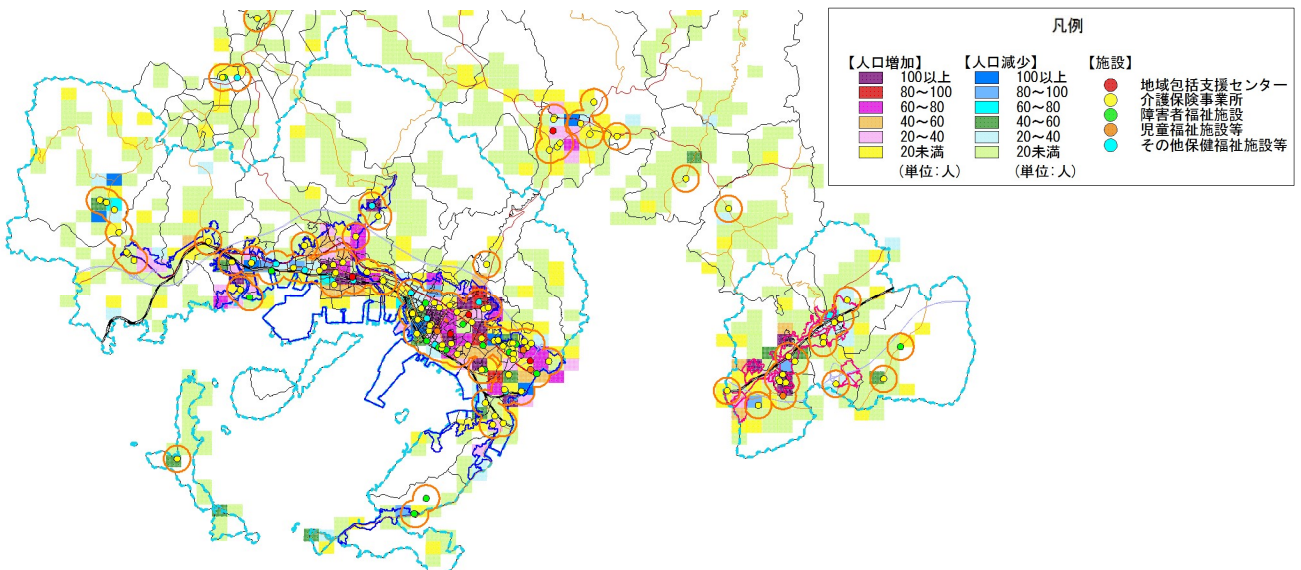 凡例
【人口増加】 【人口減少】 【施設】
100以上 100以上 地域包括支援センター
80~100 80~100 介護保険事業所
60~80 60~80 障害者福祉施設
40~60 40~60 児童福祉施設等
20~40 20~40 その他保健福祉施設等
20未満 20未満
(単位:人) (単位:人)